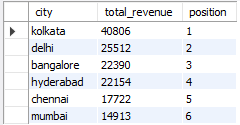 city total_revenue position
kolkata 40806 1
delhi 25512 2
bangalore 22390 3
hyderabad 22154 4
chennai 17722 5
mumbai 14913 6